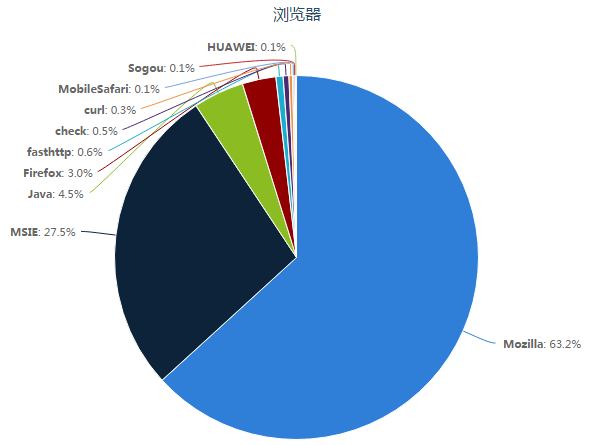 浏览器
HUAWEI: 0.1%
Sogou: 0.1%
MobileSafari: 0.1%
curl: 0.3%
check: 0.5%
fasthttp: 0.6%
Firefox: 3.0%
Java: 4.5%
MSIE: 27.5%
Mozilla: 63.2%